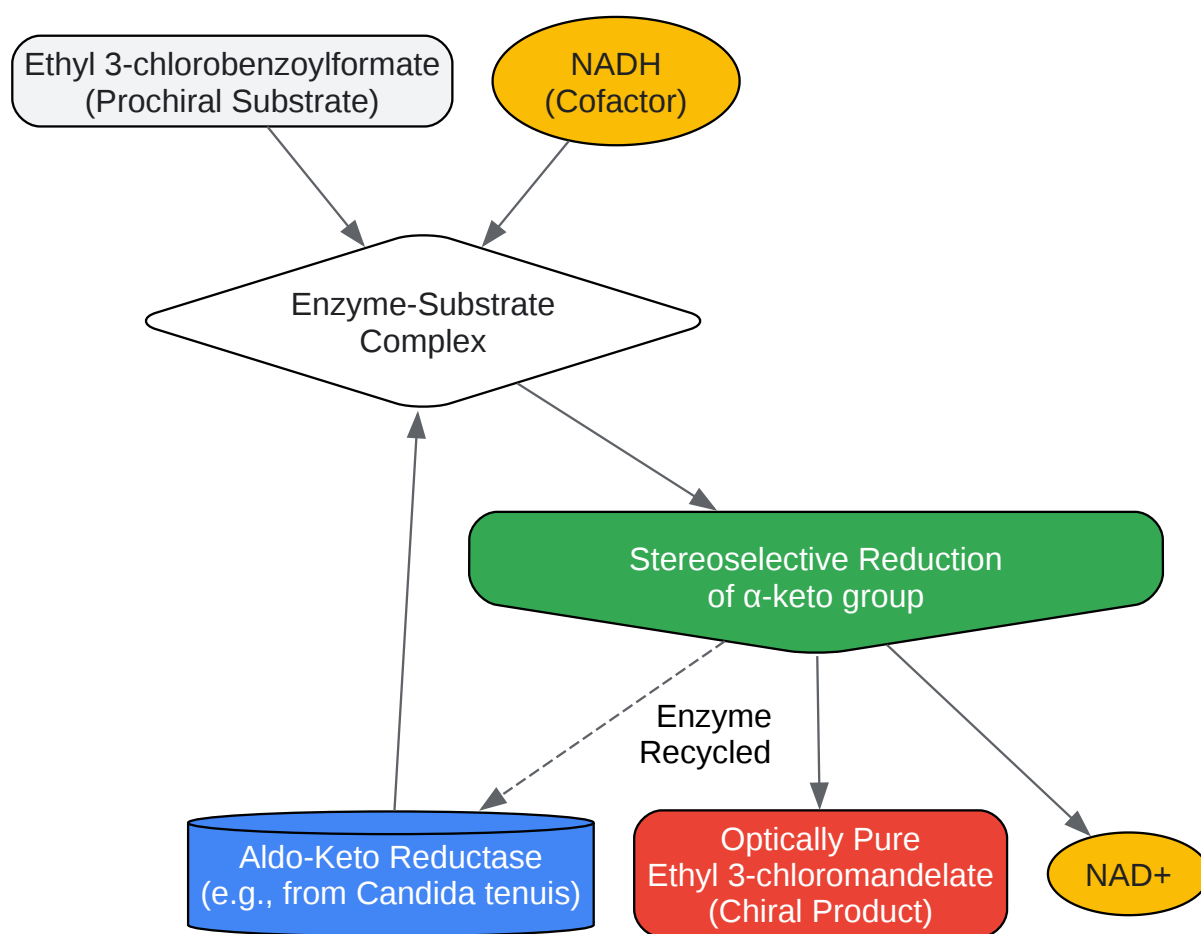 Ethyl 3-chlorobenzoylformate
(Prochiral Substrate)
NADH
(Cofactor)
Enzyme-Substrate
Complex
Stereoselective Reduction
of α-keto group
Enzyme
Recycled
Aldo-Keto Reductase
(e.g., from Candida tenuis)
Optically Pure
Ethyl 3-chloromandelate
(Chiral Product)
NAD+